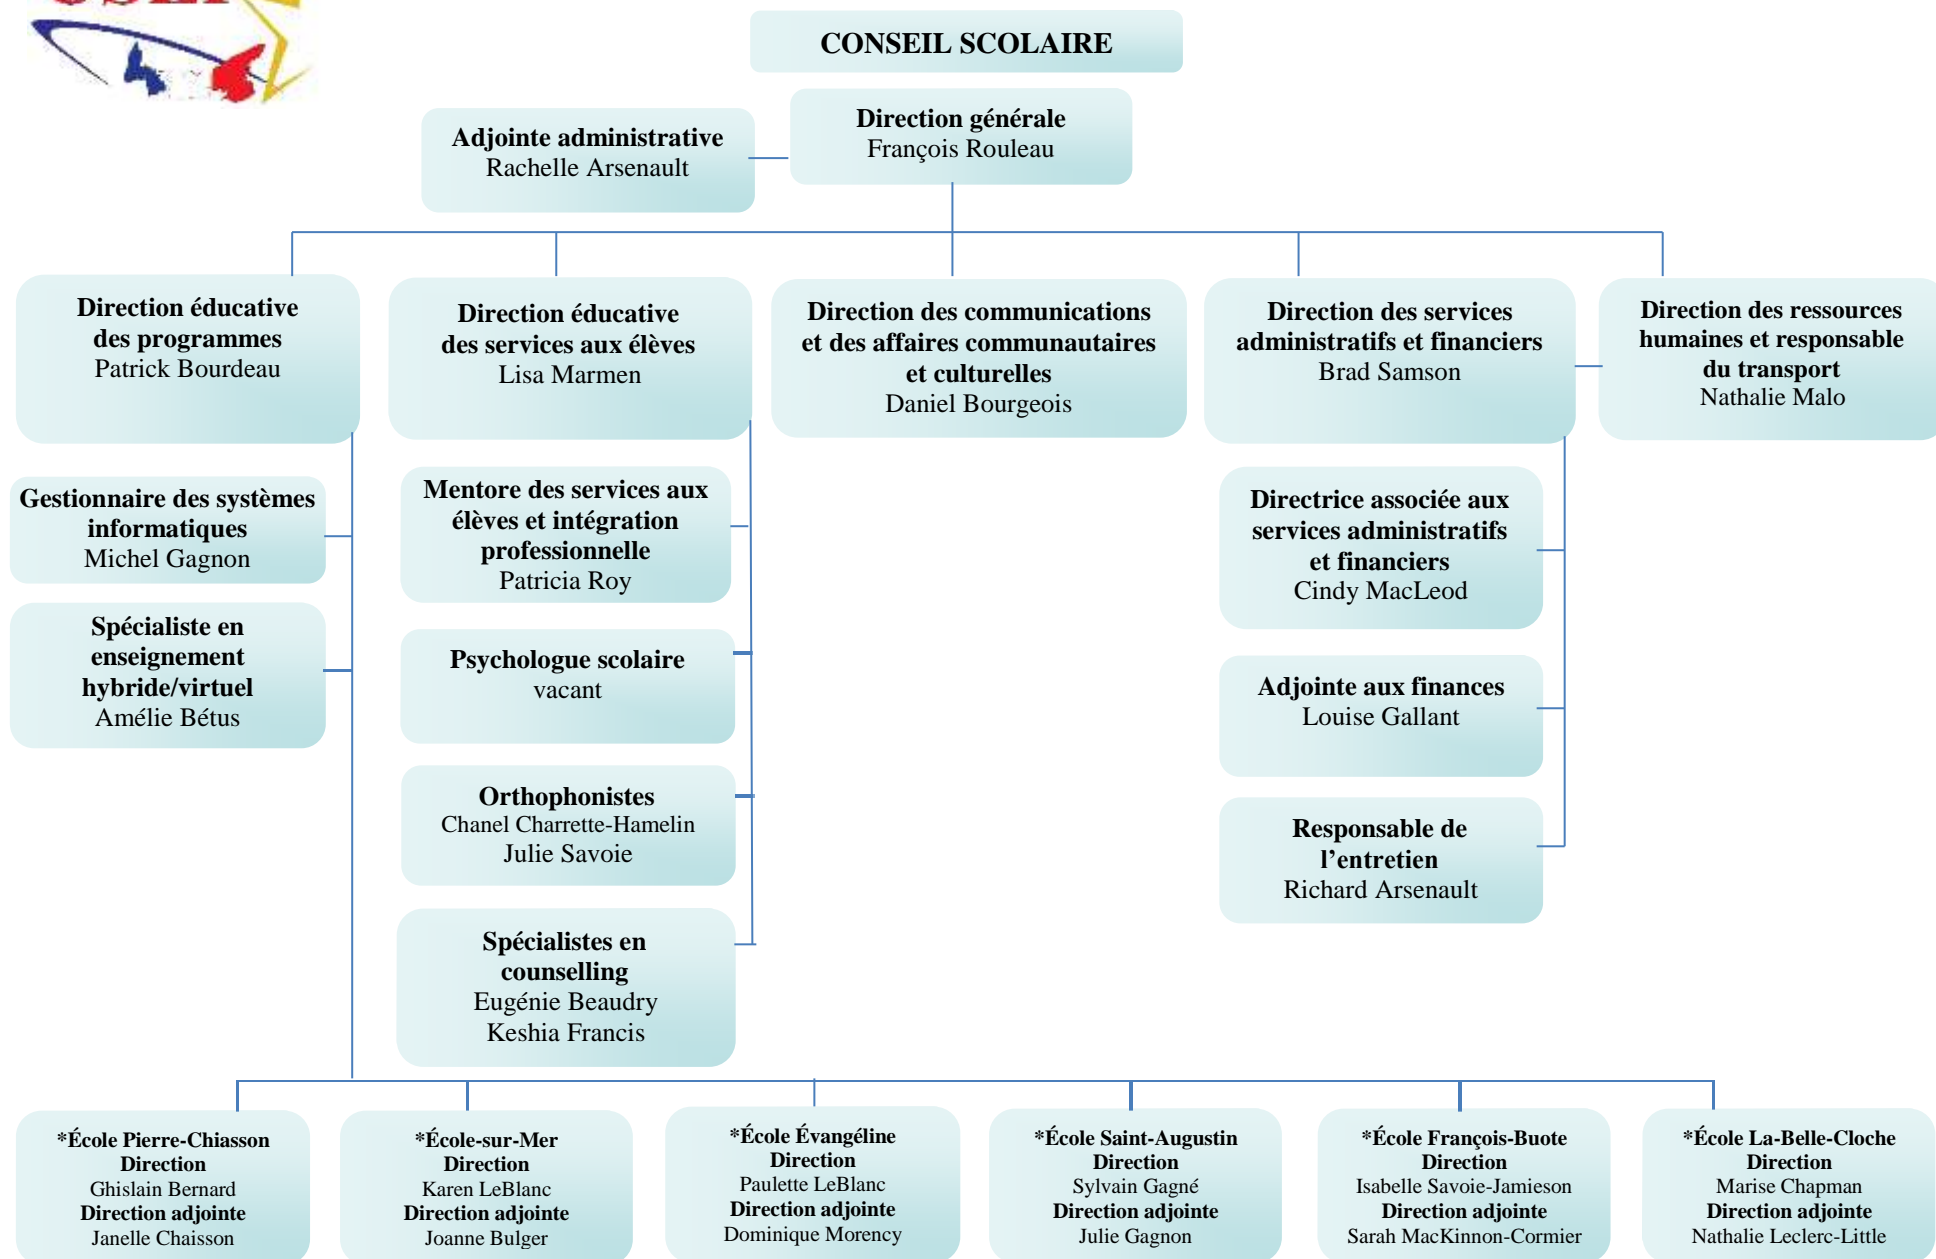 CONSEIL SCOLAIRE
Adjointe administrative
Rachelle Arsenault
Direction générale
François Rouleau
Direction éducative
des programmes
Patrick Bourdeau
Direction éducative
des services aux élèves
Lisa Marmen
Direction des communications
et des affaires communautaires
et culturelles
Daniel Bourgeois
Direction des services
administratifs et financiers
Brad Samson
Direction des ressources
humaines et responsable
du transport
Nathalie Malo
Gestionnaire des systèmes
informatiques
Michel Gagnon
Spécialiste en
enseignement
hybride/virtuel
Amélie Bétus
Mentore des services aux
élèves et intégration
professionnelle
Patricia Roy
Psychologue scolaire
vacant
Orthophonistes
Chanel Charrette-Hamelin
Julie Savoie
Spécialistes en
counselling
Eugénie Beaudry
Keshia Francis
Directrice associée aux
services administratifs
et financiers
Cindy MacLeod
Adjointe aux finances
Louise Gallant
Responsable de
l’entretien
Richard Arsenault
*École Pierre-Chiasson
Direction
Ghislain Bernard
Direction adjointe
Janelle Chaisson
*École-sur-Mer
Direction
Karen LeBlanc
Direction adjointe
Joanne Bulger
*École Évangéline
Direction
Paulette LeBlanc
Direction adjointe
Dominique Morency
*École Saint-Augustin
Direction
Sylvain Gagné
Direction adjointe
Julie Gagnon
*École François-Buote
Direction
Isabelle Savoie-Jamieson
Direction adjointe
Sarah MacKinnon-Cormier
*École La-Belle-Cloche
Direction
Marise Chapman
Direction adjointe
Nathalie Leclerc-Little